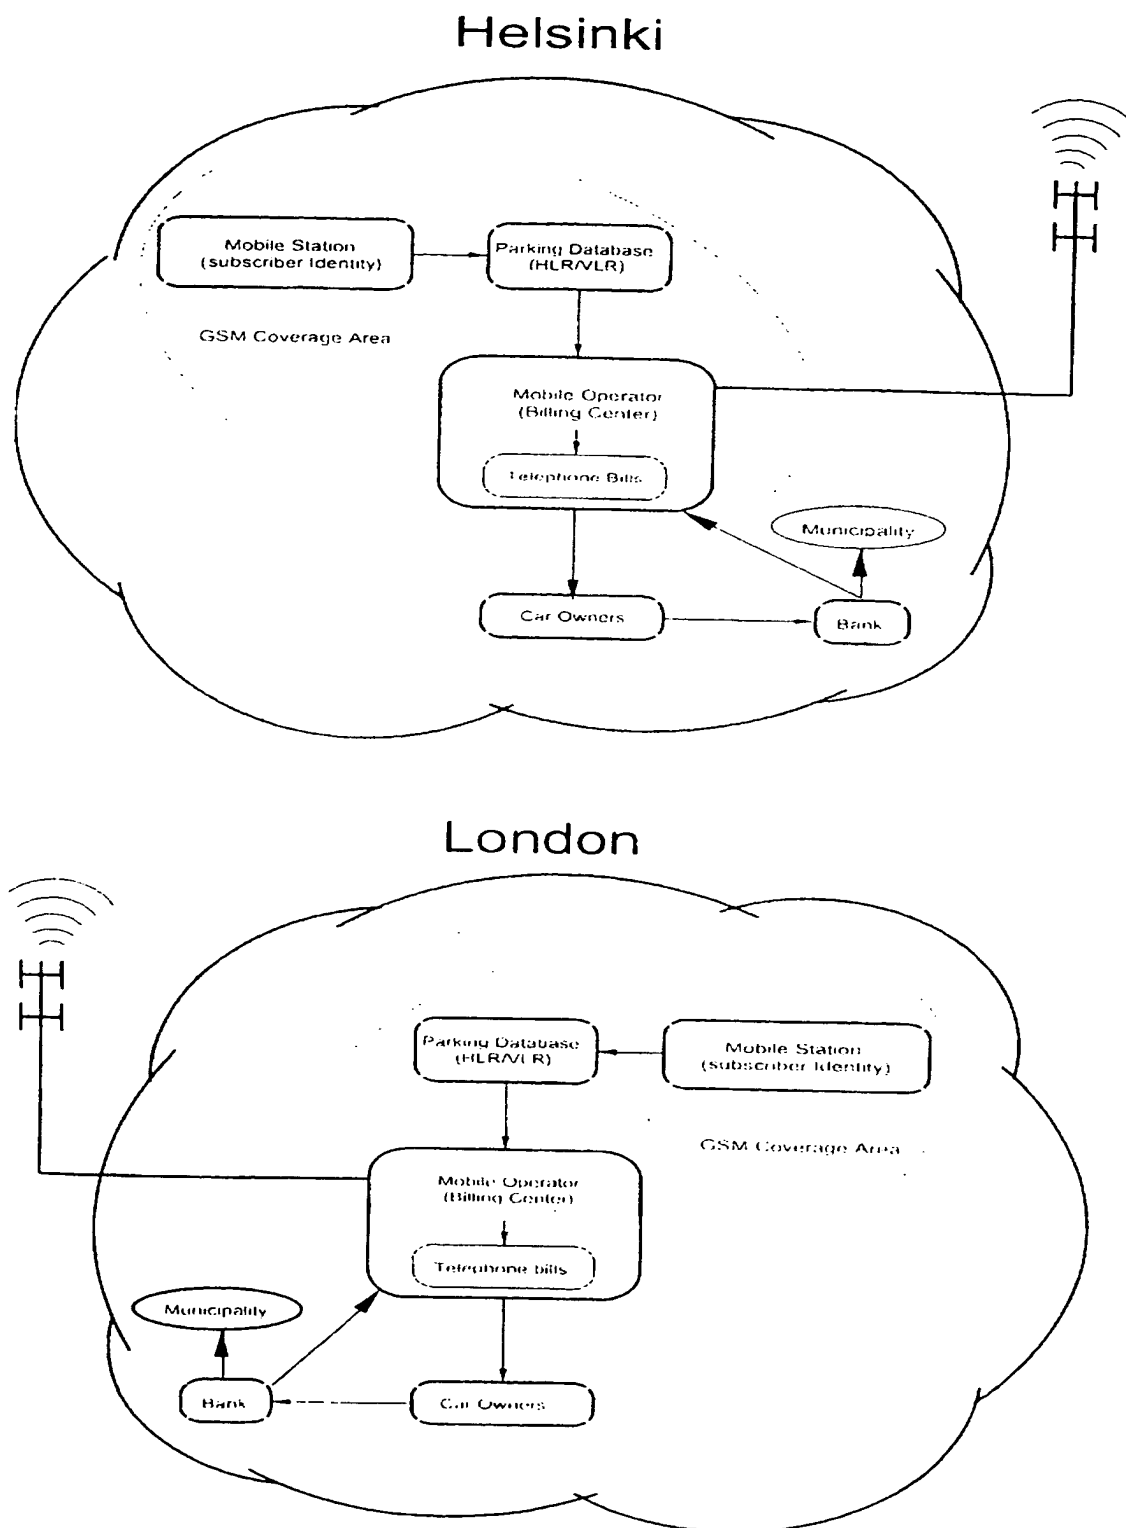 Helsinki
Mobile Station
(subscriber Identity)
Parking Database
(HLR/VLR)
GSM Coverage Area
Mobile Operator
(Billing Center)
Telephone Bills
Municipality
Car Owners
Bank
London
Parking Database
(HLR/VLR)
Mobile Station
(subscriber Identity)
GSM Coverage Area
Mobile Operator
(Billing Center)
Telephone bills
Municipality
Bank
Car Owners